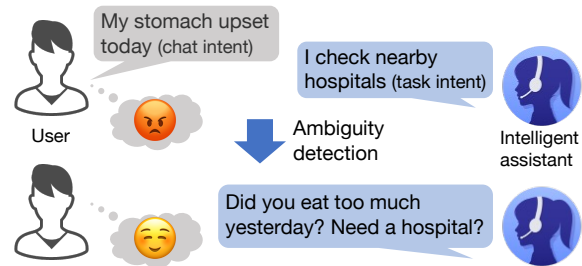 My stomach upset
today (chat intent)
I check nearby
hospitals (task intent)
User
Intelligent
assistant
Ambiguity
detection
Did you eat too much
yesterday? Need a hospital?